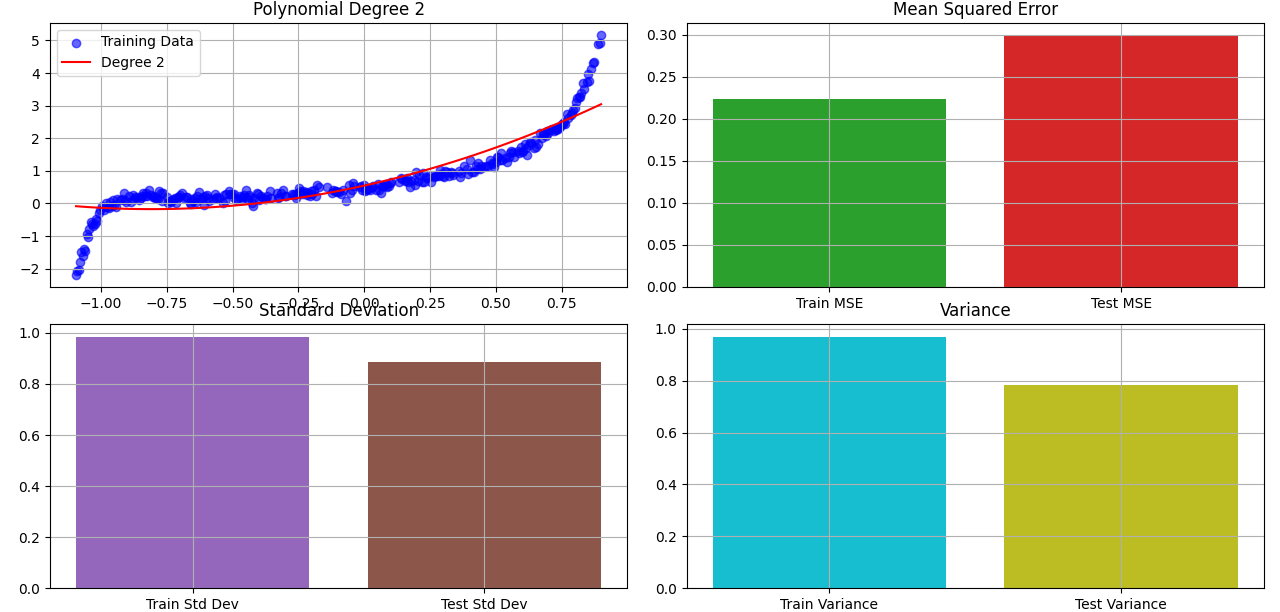 Polynomial Degree 2
Training Data
Degree 2
5
4
3
2
1
0
−1
−2
−1.00 −0.75 −0.50 −0.25 0.00 0.25 0.50 0.75
Mean Squared Error
0.30
0.25
0.20
0.15
0.10
0.05
0.00
Train MSE Test MSE
Standard Deviation
1.0
0.8
0.6
0.4
0.2
0.0
Train Std Dev Test Std Dev
Variance
1.0
0.8
0.6
0.4
0.2
0.0
Train Variance Test Variance